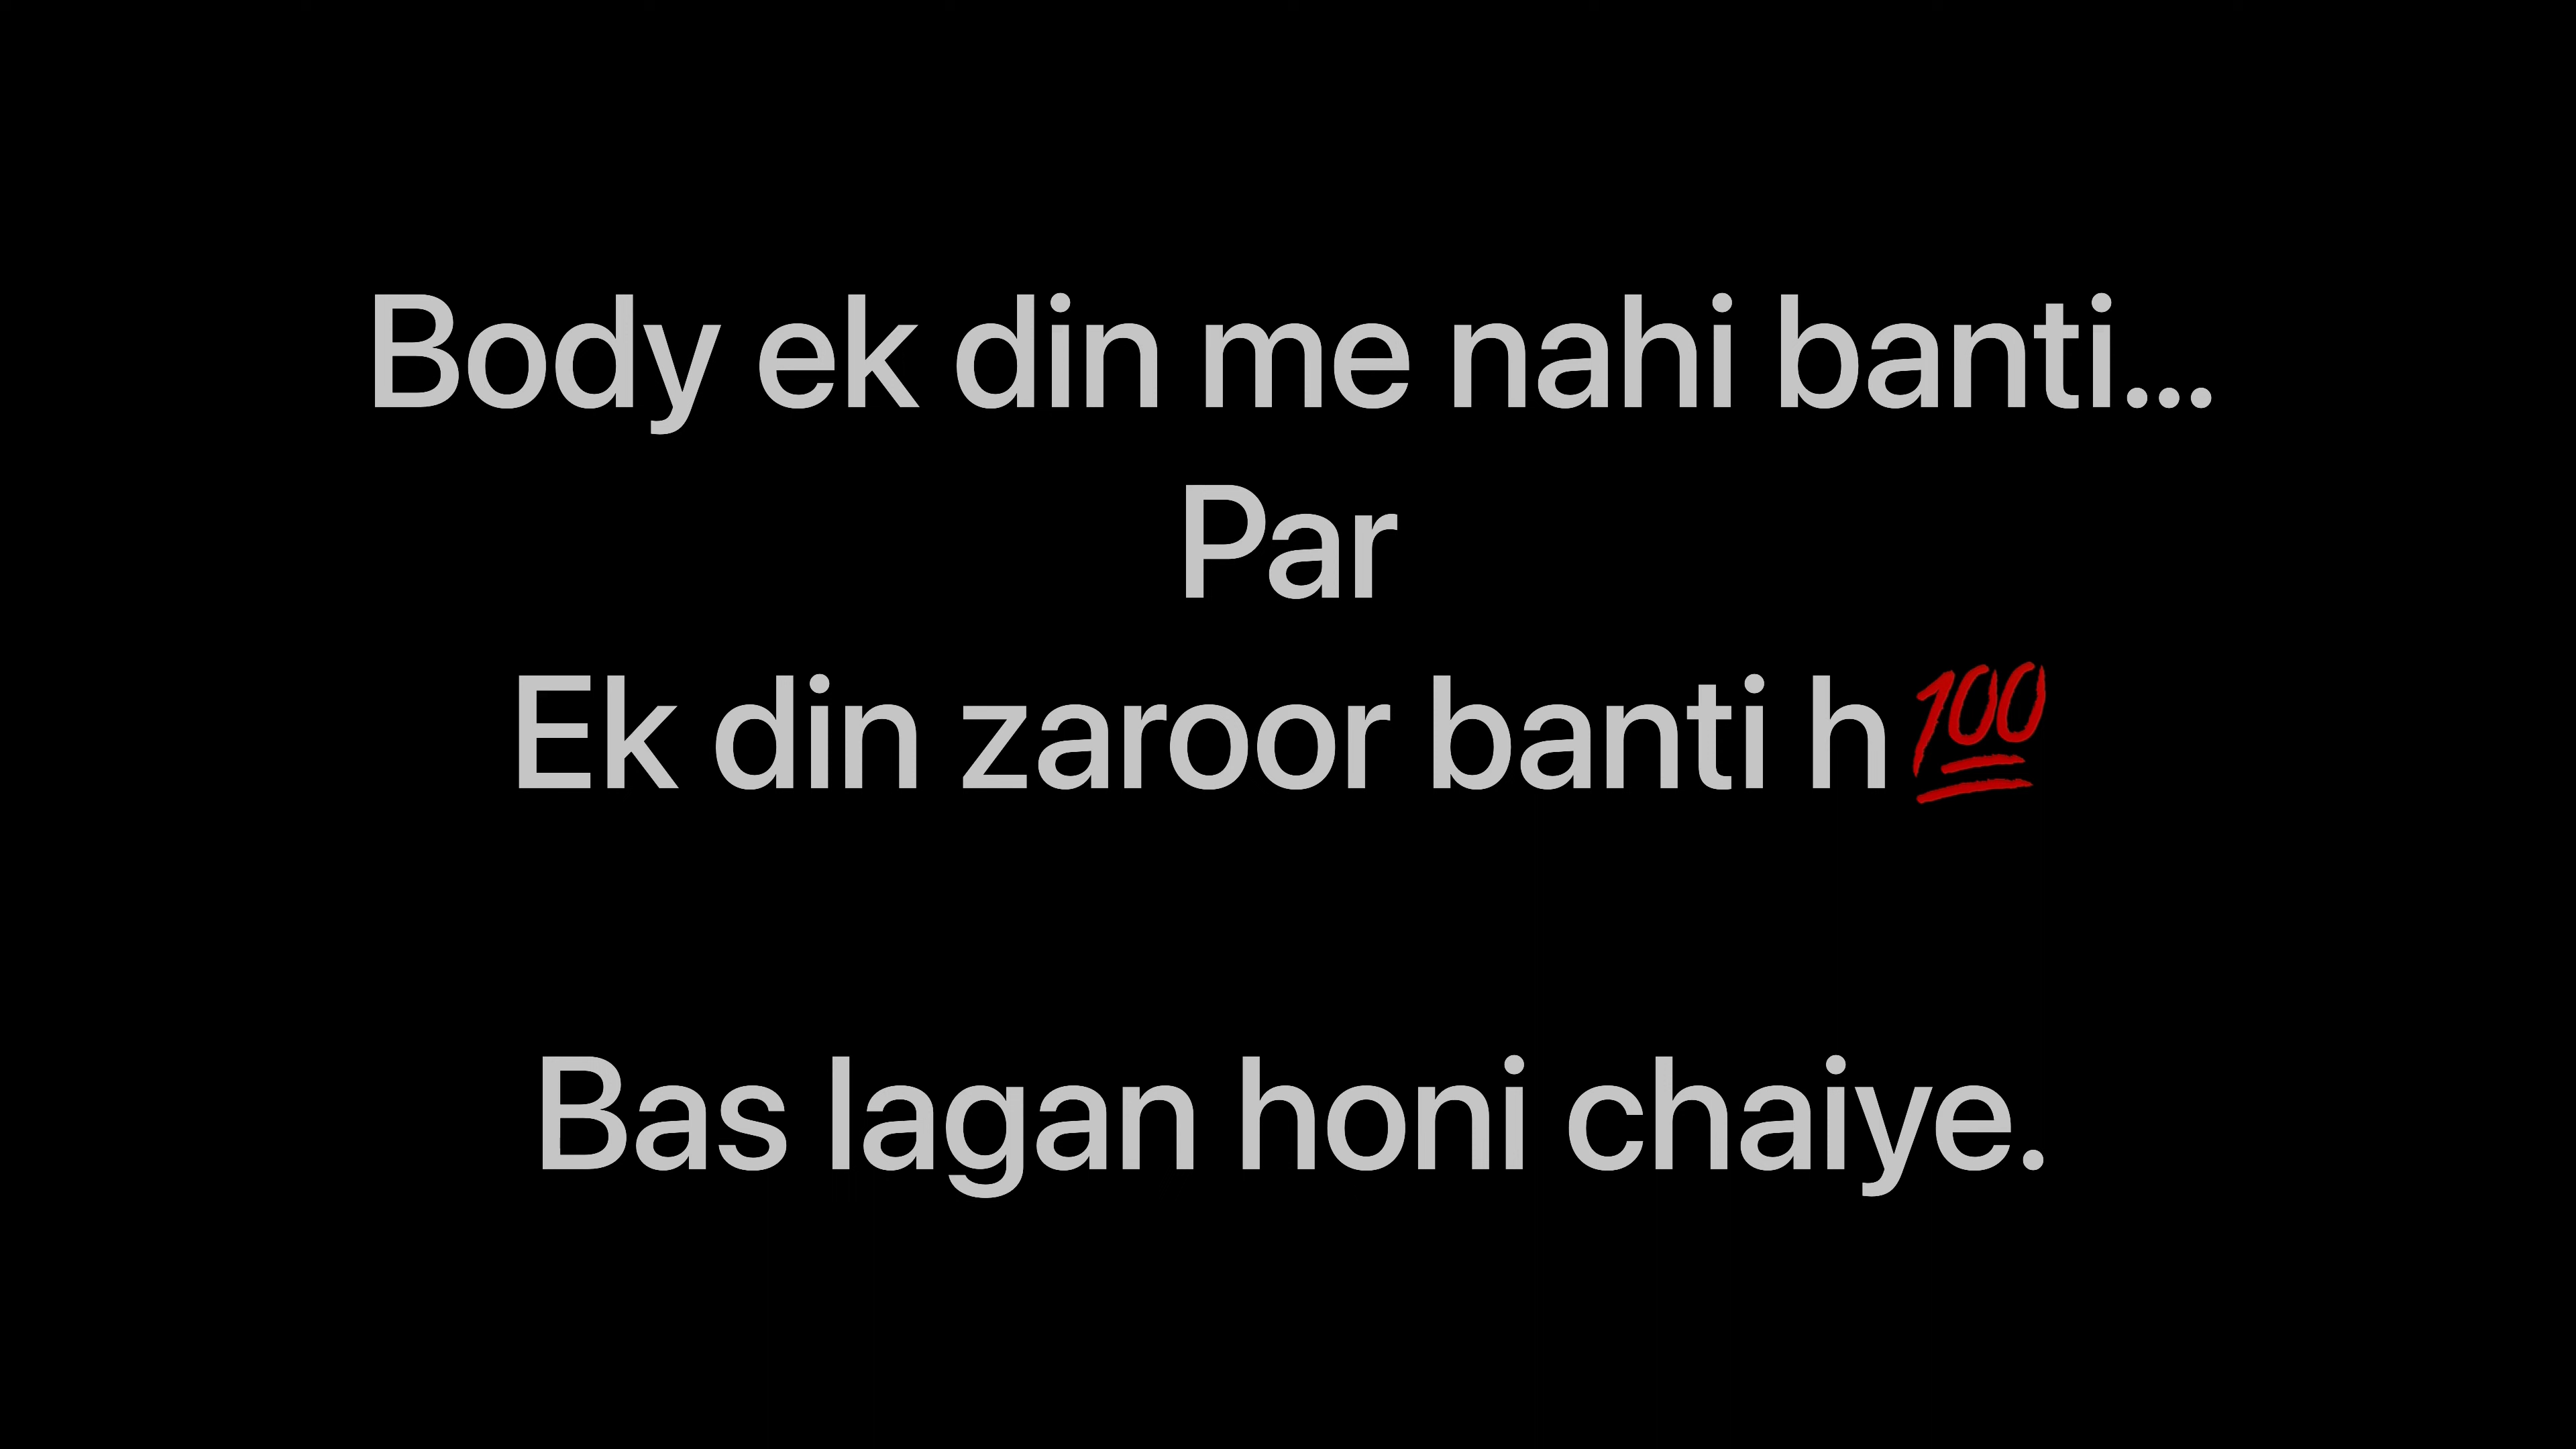 Body ek din me nahi banti...
Par
Ek din zaroor banti h💯
Bas lagan honi chaiye.